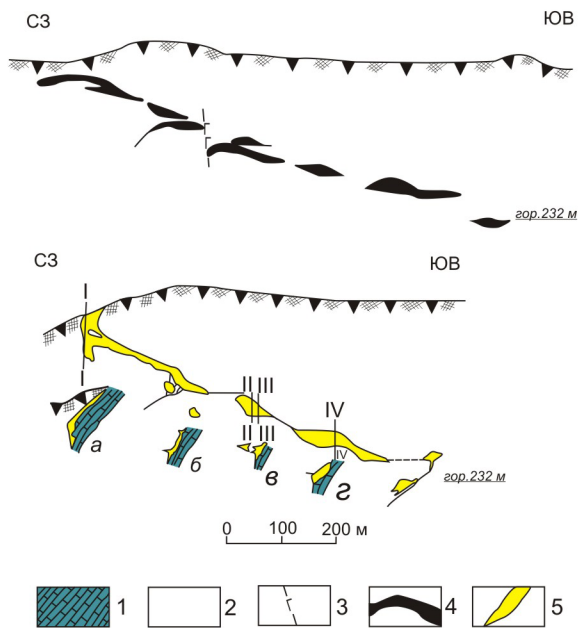 СЗ ЮВ
гор.232 м
СЗ ЮВ
I
I
II III
IV
II III
IV
а б в г
гор.232 м
0 100 200 м
1 2 3 4 5